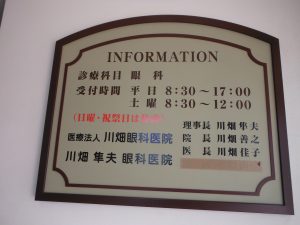 INFORMATION
診療科目 眼科
受付時間 平日 8:30〜17:00
土曜 8:30〜12:00
(日曜・祝祭日は休診)
医療法人 川畑眼科医院
川畑 隼夫 眼科医院
理事長 川畑隼夫
院長 川畑善之
医長 川畑佳子